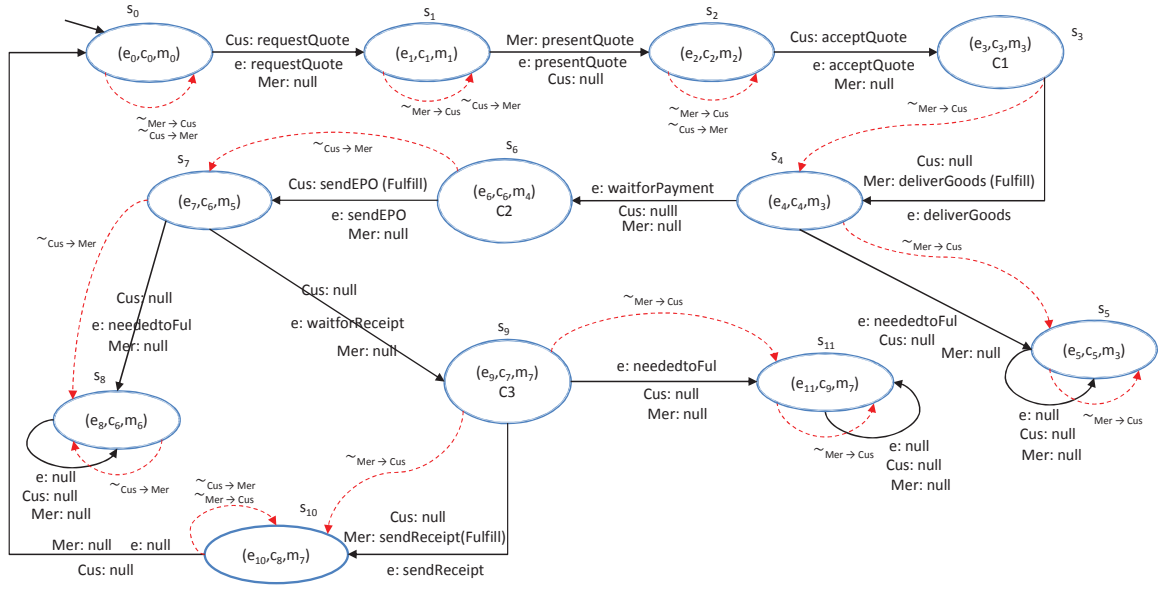 s0
(e0,c0,m0)
Cus: requestQuote
e: requestQuote
Mer: null
~Mer → Cus
~Cus → Mer
s1
(e1,c1,m1)
Mer: presentQuote
e: presentQuote
Cus: null
~Mer → Cus
~Cus → Mer
s2
(e2,c2,m2)
Cus: acceptQuote
e: acceptQuote
Mer: null
~Mer → Cus
~Cus → Mer
s3
(e3,c3,m3)
C1
~Mer → Cus
Cus: null
Mer: deliverGoods (Fulfill)
e: deliverGoods
s4
(e4,c4,m3)
e: waitforPayment
Cus: nulll
Mer: null
~Mer → Cus
e: neededtoFul
Cus: null
Mer: null
s5
(e5,c5,m3)
~Mer → Cus
e: null
Cus: null
Mer: null
s6
(e6,c6,m4)
C2
~Cus → Mer
Cus: sendEPO (Fulfill)
e: sendEPO
Mer: null
s7
(e7,c6,m5)
~Cus → Mer
Cus: null
e: neededtoFul
Mer: null
Cus: null
e: waitforReceipt
Mer: null
s8
(e8,c6,m6)
~Cus → Mer
e: null
Cus: null
Mer: null
s9
(e9,c7,m7)
C3
~Mer → Cus
e: neededtoFul
Cus: null
Mer: null
s11
(e11,c9,m7)
~Mer → Cus
e: null
Cus: null
Mer: null
~Mer → Cus
Cus: null
Mer: sendReceipt(Fulfill)
e: sendReceipt
s10
(e10,c8,m7)
~Cus → Mer
~Mer → Cus
Mer: null e: null
Cus: null